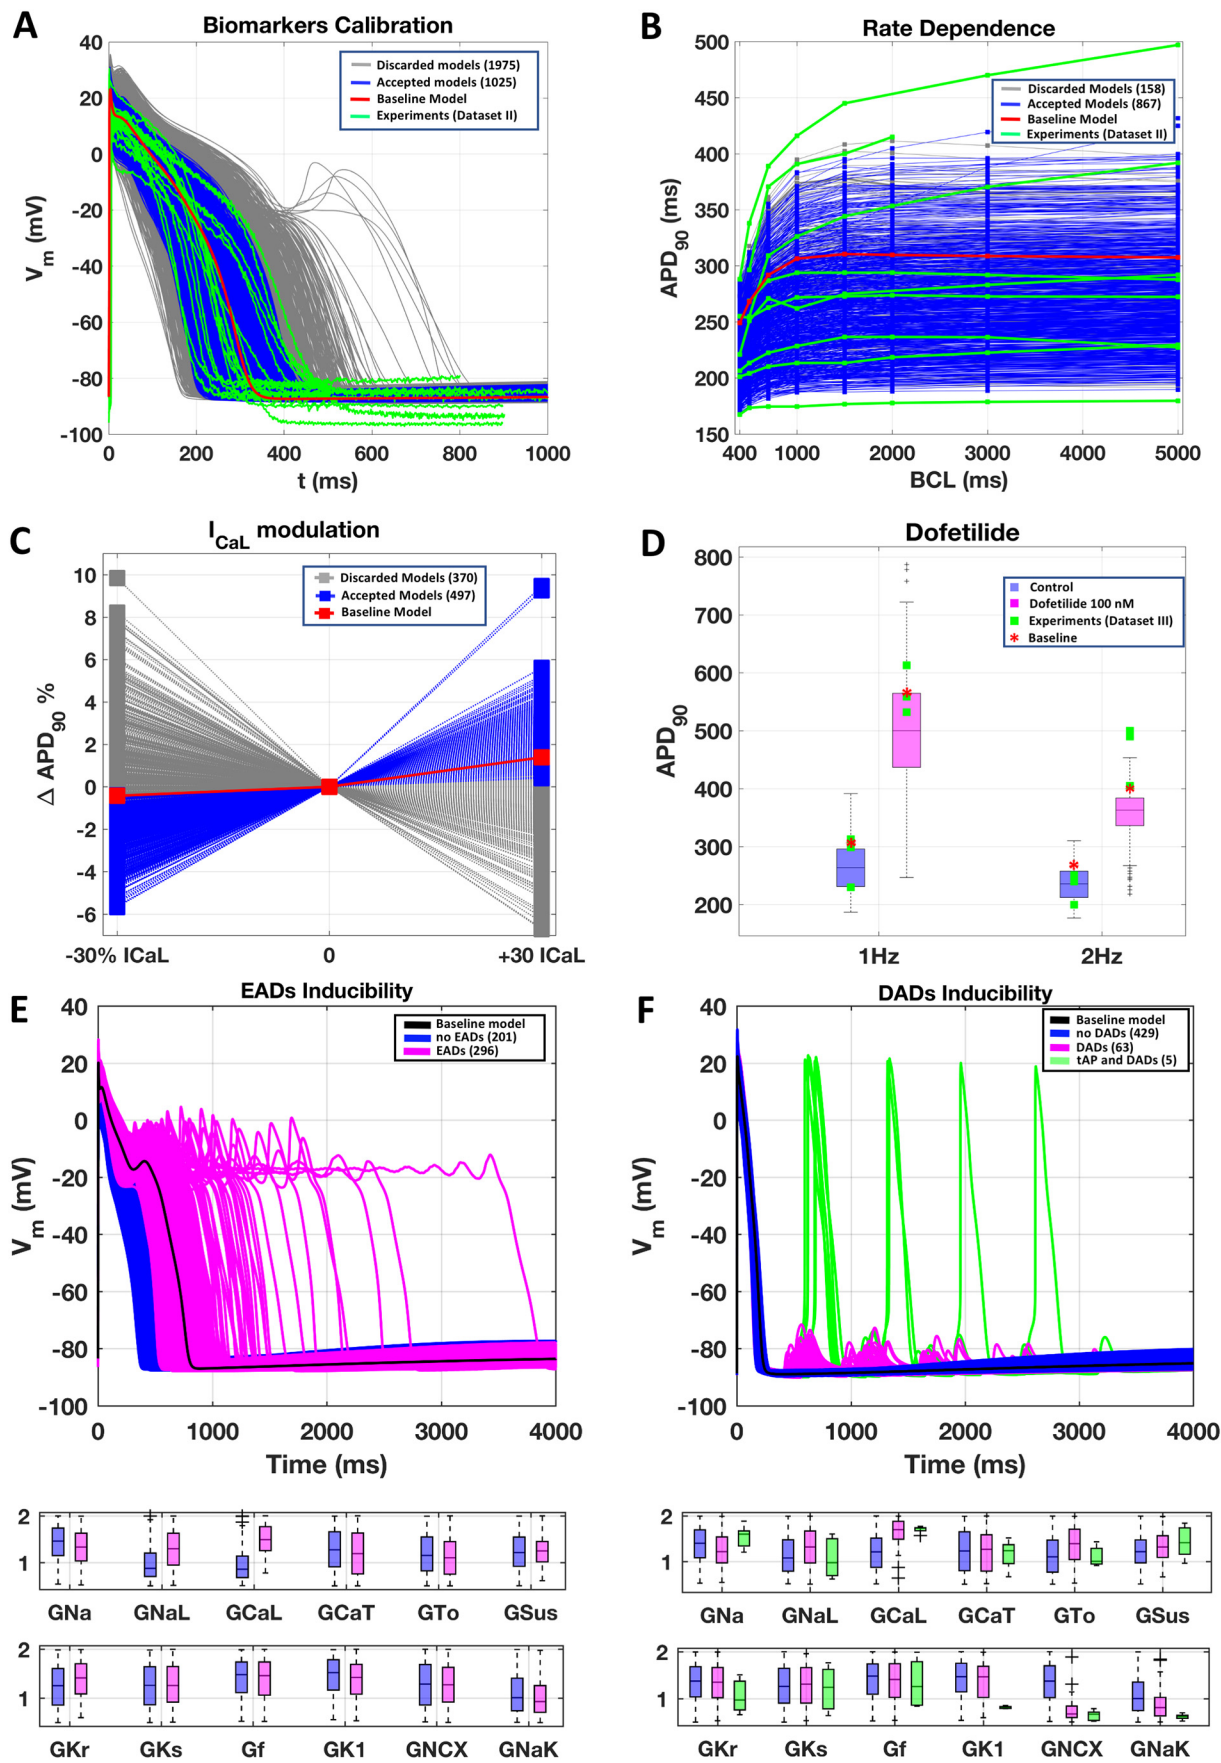 A
Biomarkers Calibration
40
20
0
-20
-40
-60
-80
-100
V_m (mV)
Discarded models (1975)
Accepted models (1025)
Baseline Model
Experiments (Dataset II)
0 200 400 600 800 1000
t (ms)
B
Rate Dependence
500
450
400
350
300
250
200
150
APD_90 (ms)
Discarded Models (158)
Accepted Models (867)
Baseline Model
Experiments (Dataset II)
400 1000 2000 3000 4000 5000
BCL (ms)
C
I_CaL modulation
10
8
6
4
2
0
-2
-4
-6
Δ APD_90 %
Discarded Models (370)
Accepted Models (497)
Baseline Model
-30% ICaL 0 +30 ICaL
D
Dofetilide
800
700
600
500
400
300
200
APD_90
Control
Dofetilide 100 nM
Experiments (Dataset III)
Baseline
1Hz 2Hz
E
EADs Inducibility
40
20
0
-20
-40
-60
-80
-100
V_m (mV)
Baseline model
no EADs (201)
EADs (296)
0 1000 2000 3000 4000
Time (ms)
2
1
GNa GNaL GCaL GCaT GTo GSus
2
1
GKr GKs Gf GK1 GNCX GNaK
F
DADs Inducibility
40
20
0
-20
-40
-60
-80
-100
V_m (mV)
Baseline model
no DADs (429)
DADs (63)
tAP and DADs (5)
0 1000 2000 3000 4000
Time (ms)
2
1
GNa GNaL GCaL GCaT GTo GSus
2
1
GKr GKs Gf GK1 GNCX GNaK